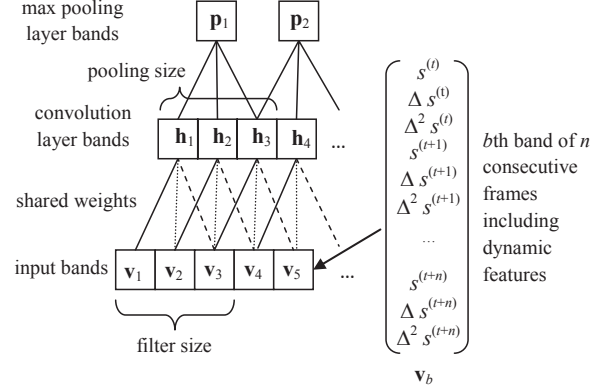 max pooling
layer bands
p₁ p₂
pooling size
convolution
layer bands
h₁ h₂ h₃ h₄ ...
shared weights
input bands
v₁ v₂ v₃ v₄ v₅ ...
filter size
s⁽ᵗ⁾
Δ s⁽ᵗ⁾
Δ² s⁽ᵗ⁾
s⁽ᵗ⁺¹⁾
Δ s⁽ᵗ⁺¹⁾
Δ² s⁽ᵗ⁺¹⁾
...
s⁽ᵗ⁺ⁿ⁾
Δ s⁽ᵗ⁺ⁿ⁾
Δ² s⁽ᵗ⁺ⁿ⁾
v_b
bth band of n
consecutive
frames
including
dynamic
features